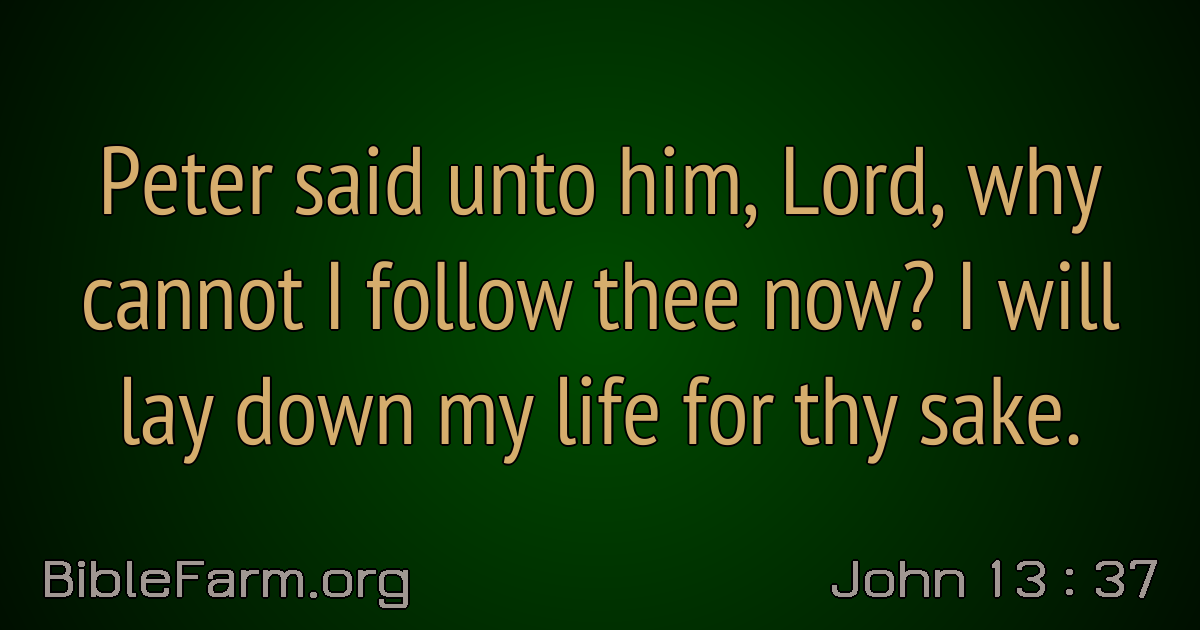 Peter said unto him, Lord, why
cannot I follow thee now? I will
lay down my life for thy sake.
BibleFarm.org
John 13 : 37